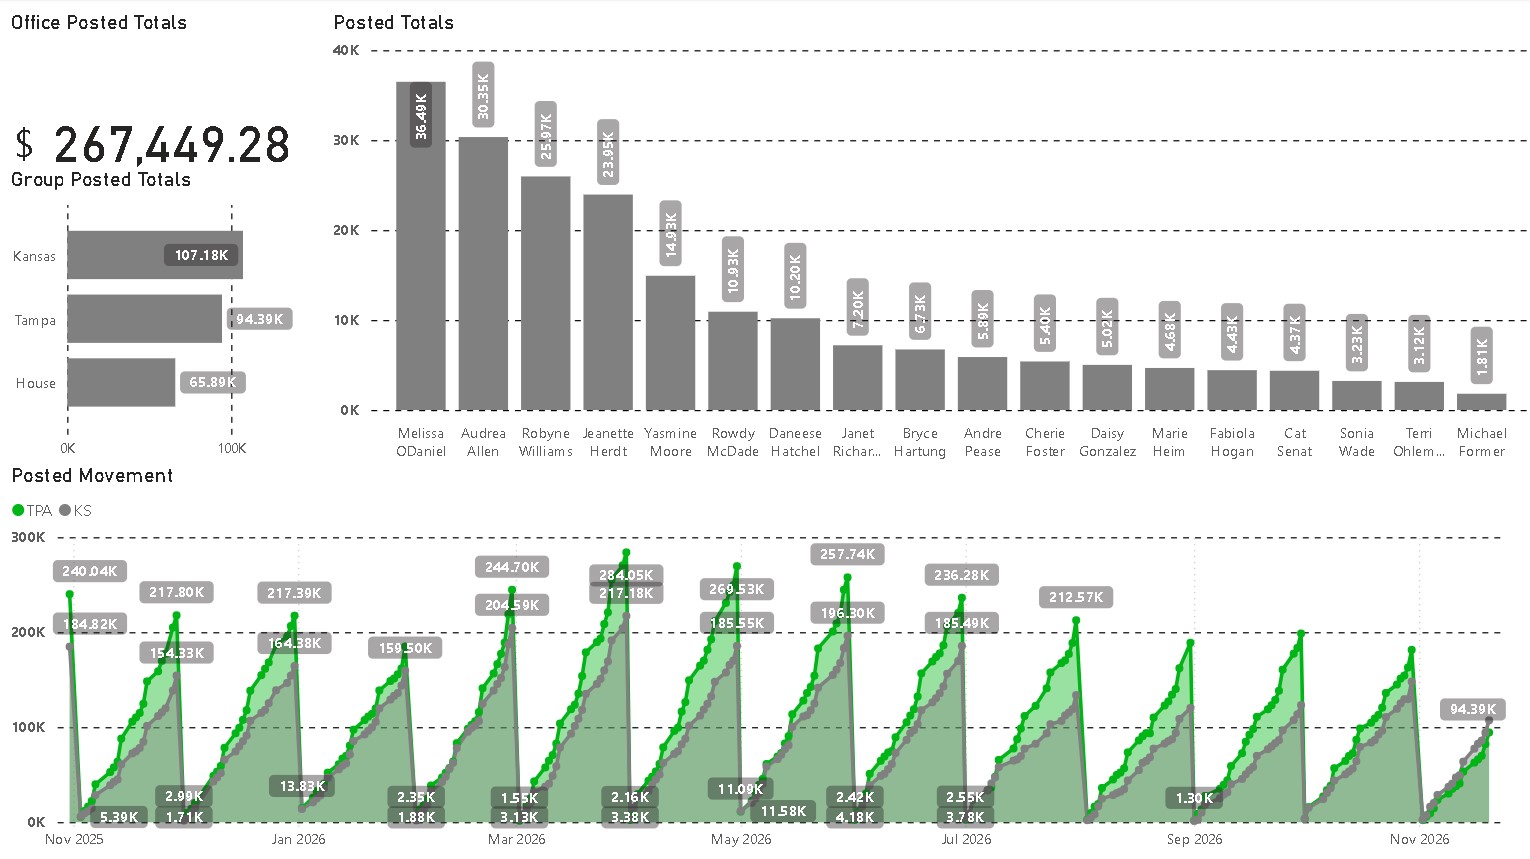 Office Posted Totals
$ 267,449.28
Group Posted Totals
Kansas 107.18K
Tampa 94.39K
House 65.89K
0K 100K
Posted Totals
40K
30K
20K
10K
0K
36.49K 30.35K 25.97K 23.95K 14.93K 10.93K 10.20K 7.20K 6.73K 5.89K 5.40K 5.02K 4.68K 4.43K 4.37K 3.23K 3.12K 1.81K
Melissa Audrea Robyne Jeanette Yasmine Rowdy Daneese Janet Bryce Andre Cherie Daisy Marie Fabiola Cat Sonia Terri Michael
ODaniel Allen Williams Herdt Moore McDade Hatchel Richar... Hartung Pease Foster Gonzalez Heim Hogan Senat Wade Ohlem... Former
Posted Movement
TPA KS
300K
200K
100K
0K
240.04K 217.80K 217.39K 244.70K 284.05K 269.53K 257.74K 236.28K 212.57K
184.82K 154.33K 164.38K 159.50K 204.59K 217.18K 185.55K 196.30K 185.49K 94.39K
2.99K 13.83K 2.35K 1.55K 2.16K 11.09K 2.42K 2.55K 1.30K
5.39K 1.71K 1.88K 3.13K 3.38K 11.58K 4.18K 3.78K
Nov 2025 Jan 2026 Mar 2026 May 2026 Jul 2026 Sep 2026 Nov 2026